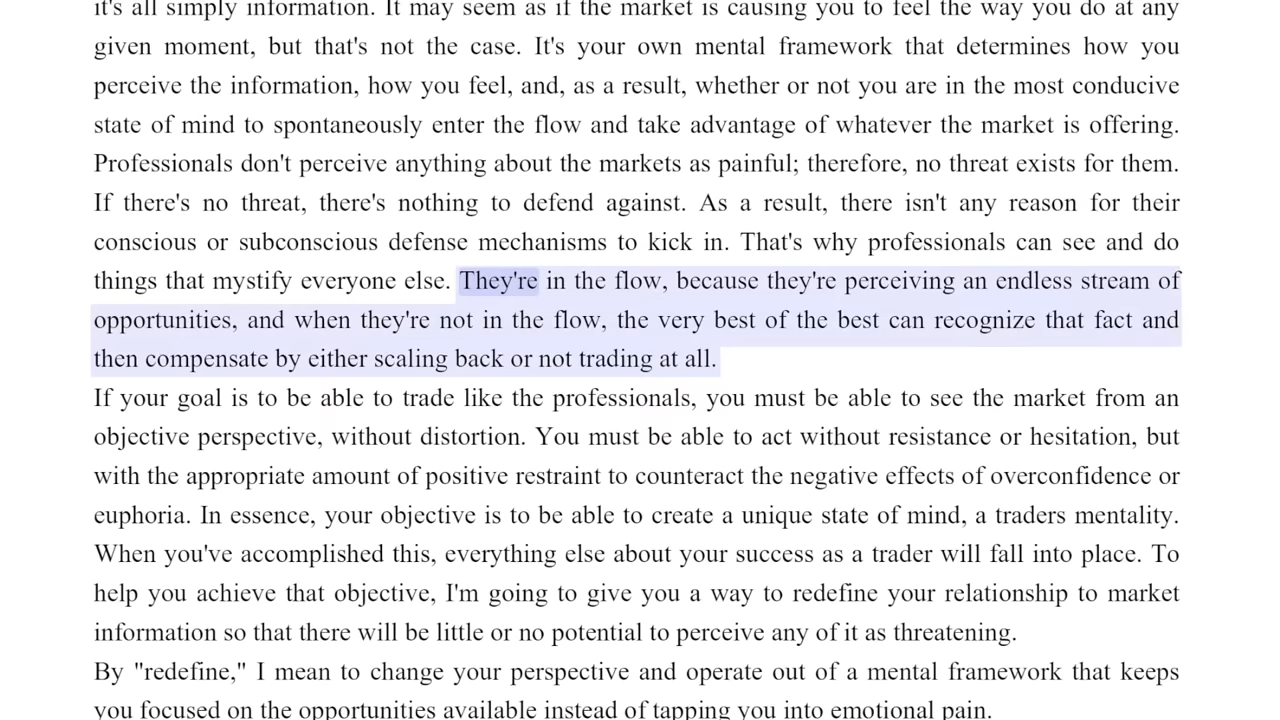 it's all simply information. It may seem as if the market is causing you to feel the way you do at any
given moment, but that's not the case. It's your own mental framework that determines how you
perceive the information, how you feel, and, as a result, whether or not you are in the most conducive
state of mind to spontaneously enter the flow and take advantage of whatever the market is offering.
Professionals don't perceive anything about the markets as painful; therefore, no threat exists for them.
If there's no threat, there's nothing to defend against. As a result, there isn't any reason for their
conscious or subconscious defense mechanisms to kick in. That's why professionals can see and do
things that mystify everyone else. They're in the flow, because they're perceiving an endless stream of
opportunities, and when they're not in the flow, the very best of the best can recognize that fact and
then compensate by either scaling back or not trading at all.
If your goal is to be able to trade like the professionals, you must be able to see the market from an
objective perspective, without distortion. You must be able to act without resistance or hesitation, but
with the appropriate amount of positive restraint to counteract the negative effects of overconfidence or
euphoria. In essence, your objective is to be able to create a unique state of mind, a traders mentality.
When you've accomplished this, everything else about your success as a trader will fall into place. To
help you achieve that objective, I'm going to give you a way to redefine your relationship to market
information so that there will be little or no potential to perceive any of it as threatening.
By "redefine," I mean to change your perspective and operate out of a mental framework that keeps
you focused on the opportunities available instead of tapping you into emotional pain.